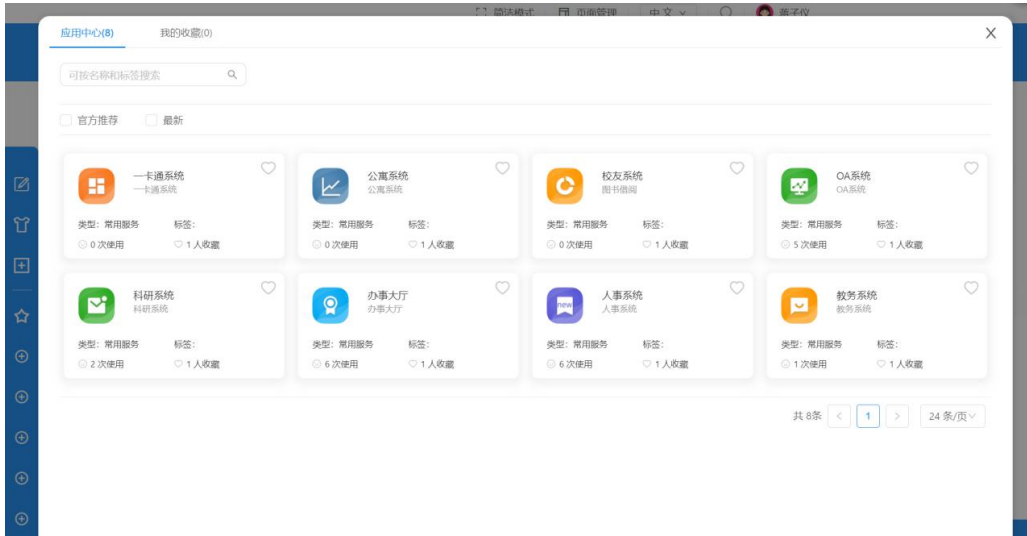 简洁模式 页面管理 中文 蒋子仪
应用中心(8) 我的收藏(0) X
可按名称和标签搜索
官方推荐 最新
一卡通系统
一卡通系统
类型: 常用服务 标签:
0 次使用 1 人收藏
公寓系统
公寓系统
类型: 常用服务 标签:
0 次使用 1 人收藏
校友系统
图书借阅
类型: 常用服务 标签:
0 次使用 1 人收藏
OA系统
OA系统
类型: 常用服务 标签:
5 次使用 1 人收藏
科研系统
科研系统
类型: 常用服务 标签:
2 次使用 1 人收藏
办事大厅
办事大厅
类型: 常用服务 标签:
6 次使用 1 人收藏
new
人事系统
人事系统
类型: 常用服务 标签:
6 次使用 1 人收藏
教务系统
教务系统
类型: 常用服务 标签:
1 次使用 1 人收藏
共 8条 < 1 > 24 条/页